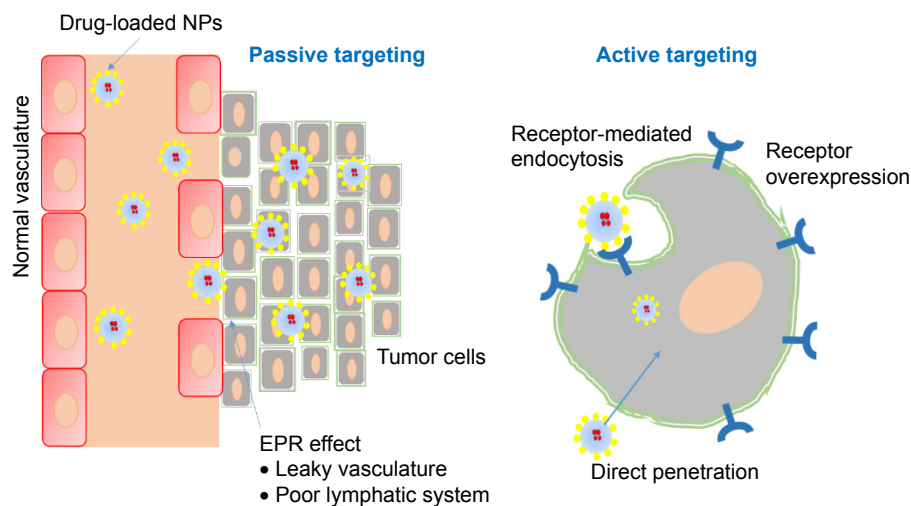 Drug-loaded NPs
Normal vasculature
Passive targeting
Tumor cells
EPR effect
• Leaky vasculature
• Poor lymphatic system
Active targeting
Receptor-mediated
endocytosis
Receptor
overexpression
Direct penetration